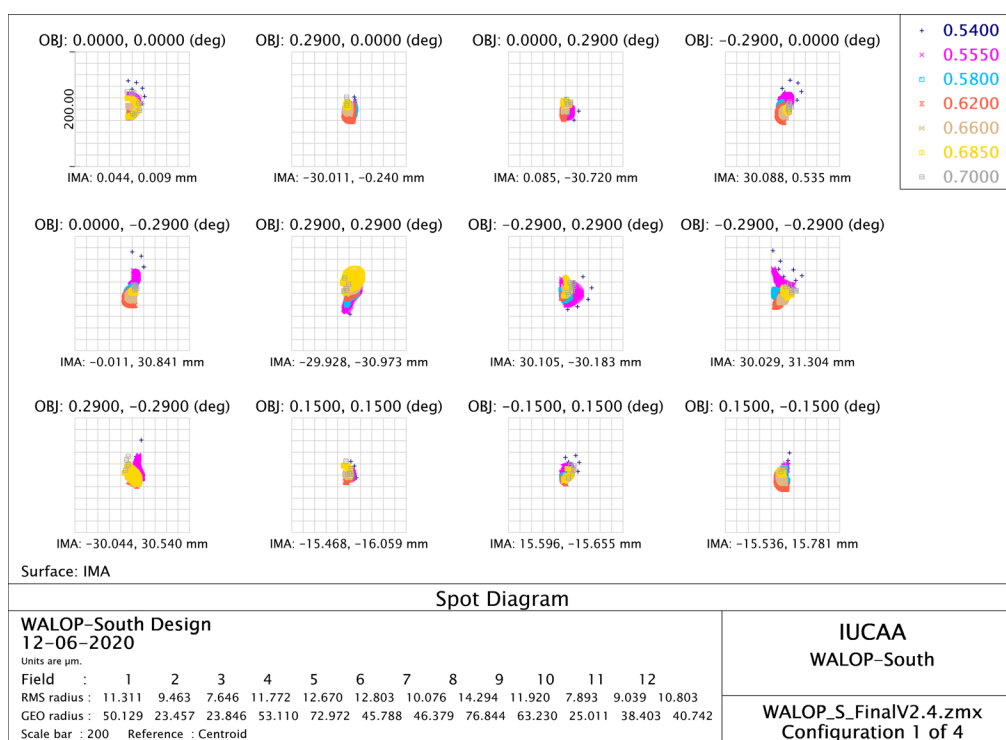 OBJ: 0.0000, 0.0000 (deg) OBJ: 0.2900, 0.0000 (deg) OBJ: 0.0000, 0.2900 (deg) OBJ: −0.2900, 0.0000 (deg)
200.00
IMA: 0.044, 0.009 mm IMA: −30.011, −0.240 mm IMA: 0.085, −30.720 mm IMA: 30.088, 0.535 mm
+ 0.5400
× 0.5550
0.5800
0.6200
0.6600
0.6850
0.7000
OBJ: 0.0000, −0.2900 (deg) OBJ: 0.2900, 0.2900 (deg) OBJ: −0.2900, 0.2900 (deg) OBJ: −0.2900, −0.2900 (deg)
IMA: −0.011, 30.841 mm IMA: −29.928, −30.973 mm IMA: 30.105, −30.183 mm IMA: 30.029, 31.304 mm
OBJ: 0.2900, −0.2900 (deg) OBJ: 0.1500, 0.1500 (deg) OBJ: −0.1500, 0.1500 (deg) OBJ: 0.1500, −0.1500 (deg)
IMA: −30.044, 30.540 mm IMA: −15.468, −16.059 mm IMA: 15.596, −15.655 mm IMA: −15.536, 15.781 mm
Surface: IMA
Spot Diagram
WALOP−South Design
12−06−2020
Units are µm.
Field : 1 2 3 4 5 6 7 8 9 10 11 12
RMS radius : 11.311 9.463 7.646 11.772 12.670 12.803 10.076 14.294 11.920 7.893 9.039 10.803
GEO radius : 50.129 23.457 23.846 53.110 72.972 45.788 46.379 76.844 63.230 25.011 38.403 40.742
Scale bar : 200 Reference : Centroid
IUCAA
WALOP−South
WALOP_S_FinalV2.4.zmx
Configuration 1 of 4